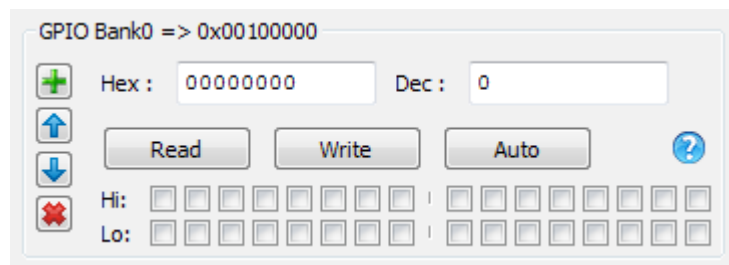 GPIO Bank0 => 0x00100000
Hex : 00000000 Dec : 0
Read Write Auto
Hi:
Lo: